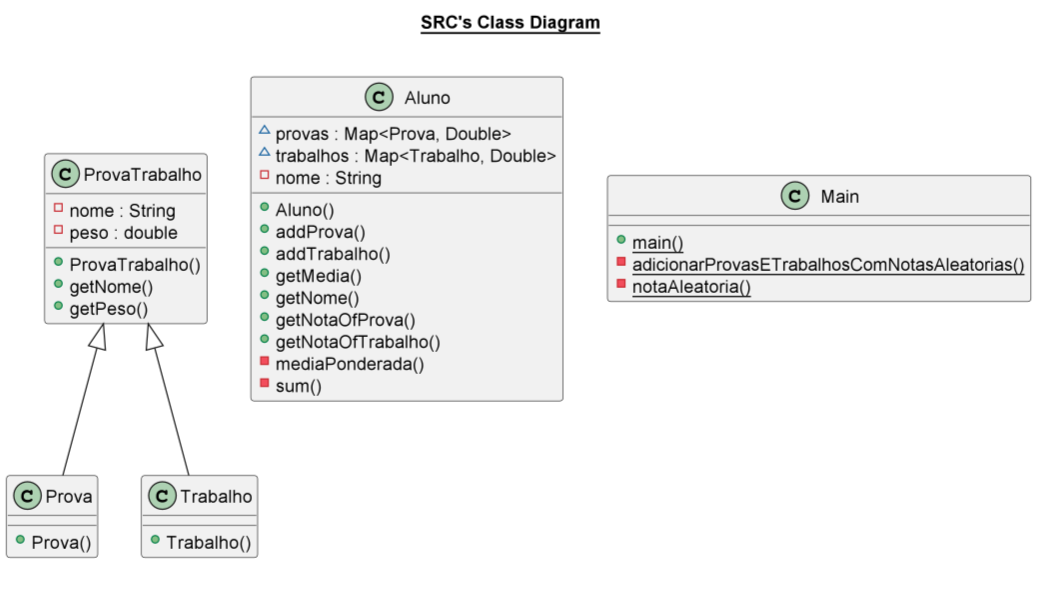 SRC's Class Diagram
C Aluno
provas : Map<Prova, Double>
trabalhos : Map<Trabalho, Double>
nome : String
Aluno()
addProva()
addTrabalho()
getMedia()
getNome()
getNotaOfProva()
getNotaOfTrabalho()
mediaPonderada()
sum()
C ProvaTrabalho
nome : String
peso : double
ProvaTrabalho()
getNome()
getPeso()
C Main
main()
adicionarProvasETrabalhosComNotasAleatorias()
notaAleatoria()
C Prova
Prova()
C Trabalho
Trabalho()